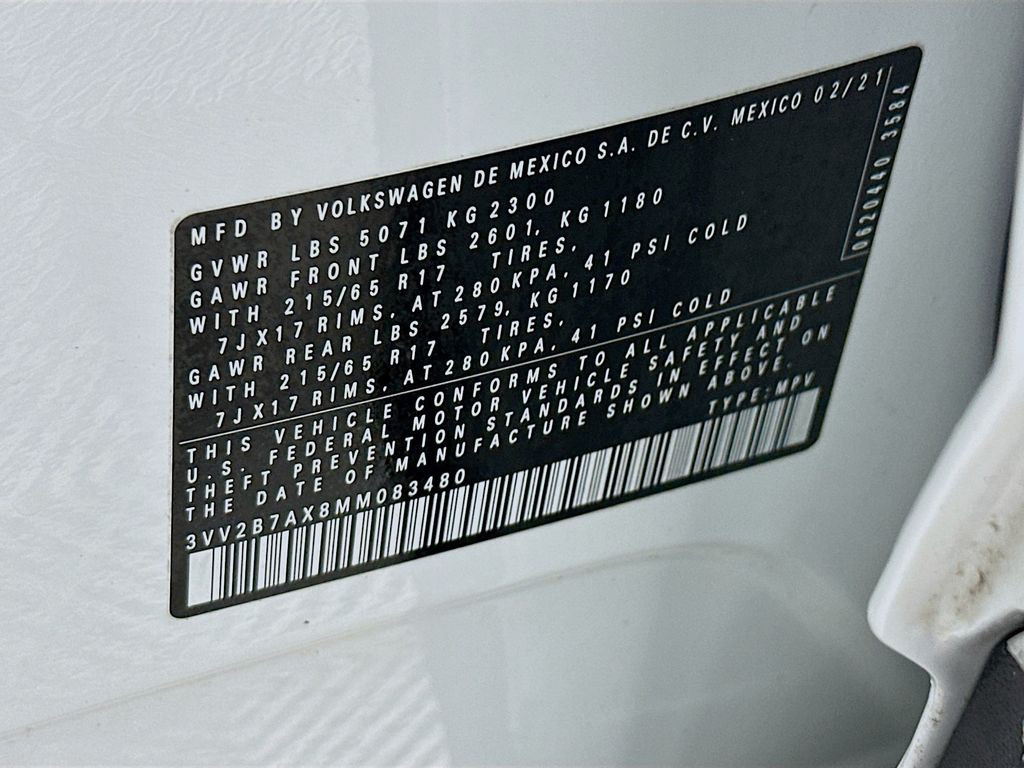 MFD BY VOLKSWAGEN DE MEXICO S.A. DE C.V. MEXICO 02/21
GVWR LBS 5071 KG 2300
GAWR FRONT LBS 2601, KG 1180
WITH 215/65 R17 TIRES,
7JX17 RIMS, AT 280 KPA, 41 PSI COLD
GAWR REAR LBS 2579, KG 1170
WITH 215/65 R17 TIRES,
7JX17 RIMS, AT 280 KPA, 41 PSI COLD
0620440 3584
THIS VEHICLE CONFORMS TO ALL APPLICABLE
U.S. FEDERAL MOTOR VEHICLE SAFETY AND
THEFT PREVENTION STANDARDS IN EFFECT ON
THE DATE OF MANUFACTURE SHOWN ABOVE.
3VV2B7AX8MM083480 TYPE:MPV